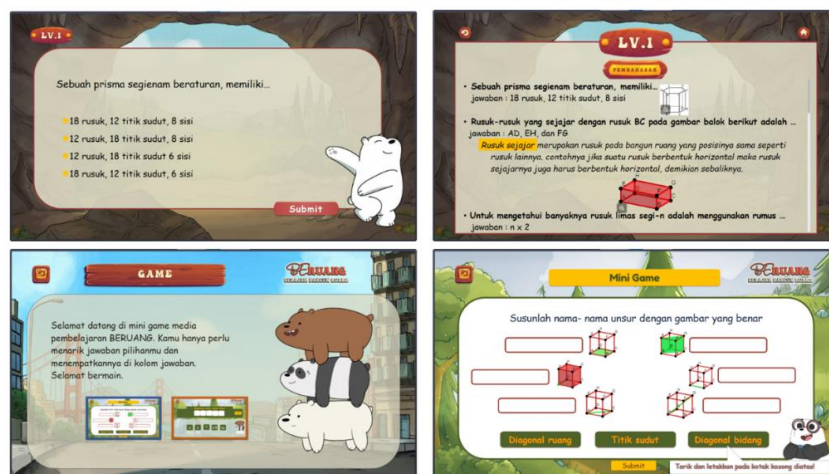 LV.1
Sebuah prisma segienam beraturan, memiliki...
18 rusuk, 12 titik sudut, 8 sisi
12 rusuk, 18 titik sudut, 8 sisi
12 rusuk, 18 titik sudut 6 sisi
18 rusuk, 12 titik sudut, 6 sisi
Submit
LV.1
PEMBAHASAN
• Sebuah prisma segienam beraturan, memiliki...
jawaban : 18 rusuk, 12 titik sudut, 8 sisi
• Rusuk-rusuk yang sejajar dengan rusuk BC pada gambar balok berikut adalah ...
jawaban : AD, EH, dan FG
Rusuk sejajar merupakan rusuk pada bangun ruang yang posisinya sama seperti
rusuk lainnya. contohnya jika suatu rusuk berbentuk horizontal maka rusuk
sejajarnya juga harus berbentuk horizontal, demikian sebaliknya.
• Untuk mengetahui banyaknya rusuk limas segi-n adalah menggunakan rumus ...
jawaban : n x 2
GAME
BERUANG
BELAJAR BANGUN RUANG
Selamat datang di mini game media
pembelajaran BERUANG. Kamu hanya perlu
menarik jawaban pilihanmu dan
menempatkannya di kolom jawaban.
Selamat bermain.
Mini Game
BERUANG
BELAJAR BANGUN RUANG
Susunlah nama- nama unsur dengan gambar yang benar
Diagonal ruang
Titik sudut
Diagonal bidang
Submit
Tarik dan letakkan pada kotak kosong diatas!